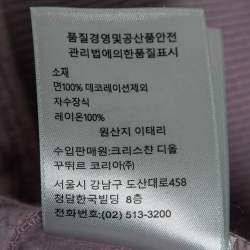 품질경영및공산품안전
관리법에의한품질표시
소재
면100% 데코레이션제외
자수장식
레이온100%
원산지 이태리
수입판매원:크리스챤 디올
꾸뛰르 코리아(주)
서울시 강남구 도산대로458
청담한국빌딩 8층
전화번호:(02) 513-3200